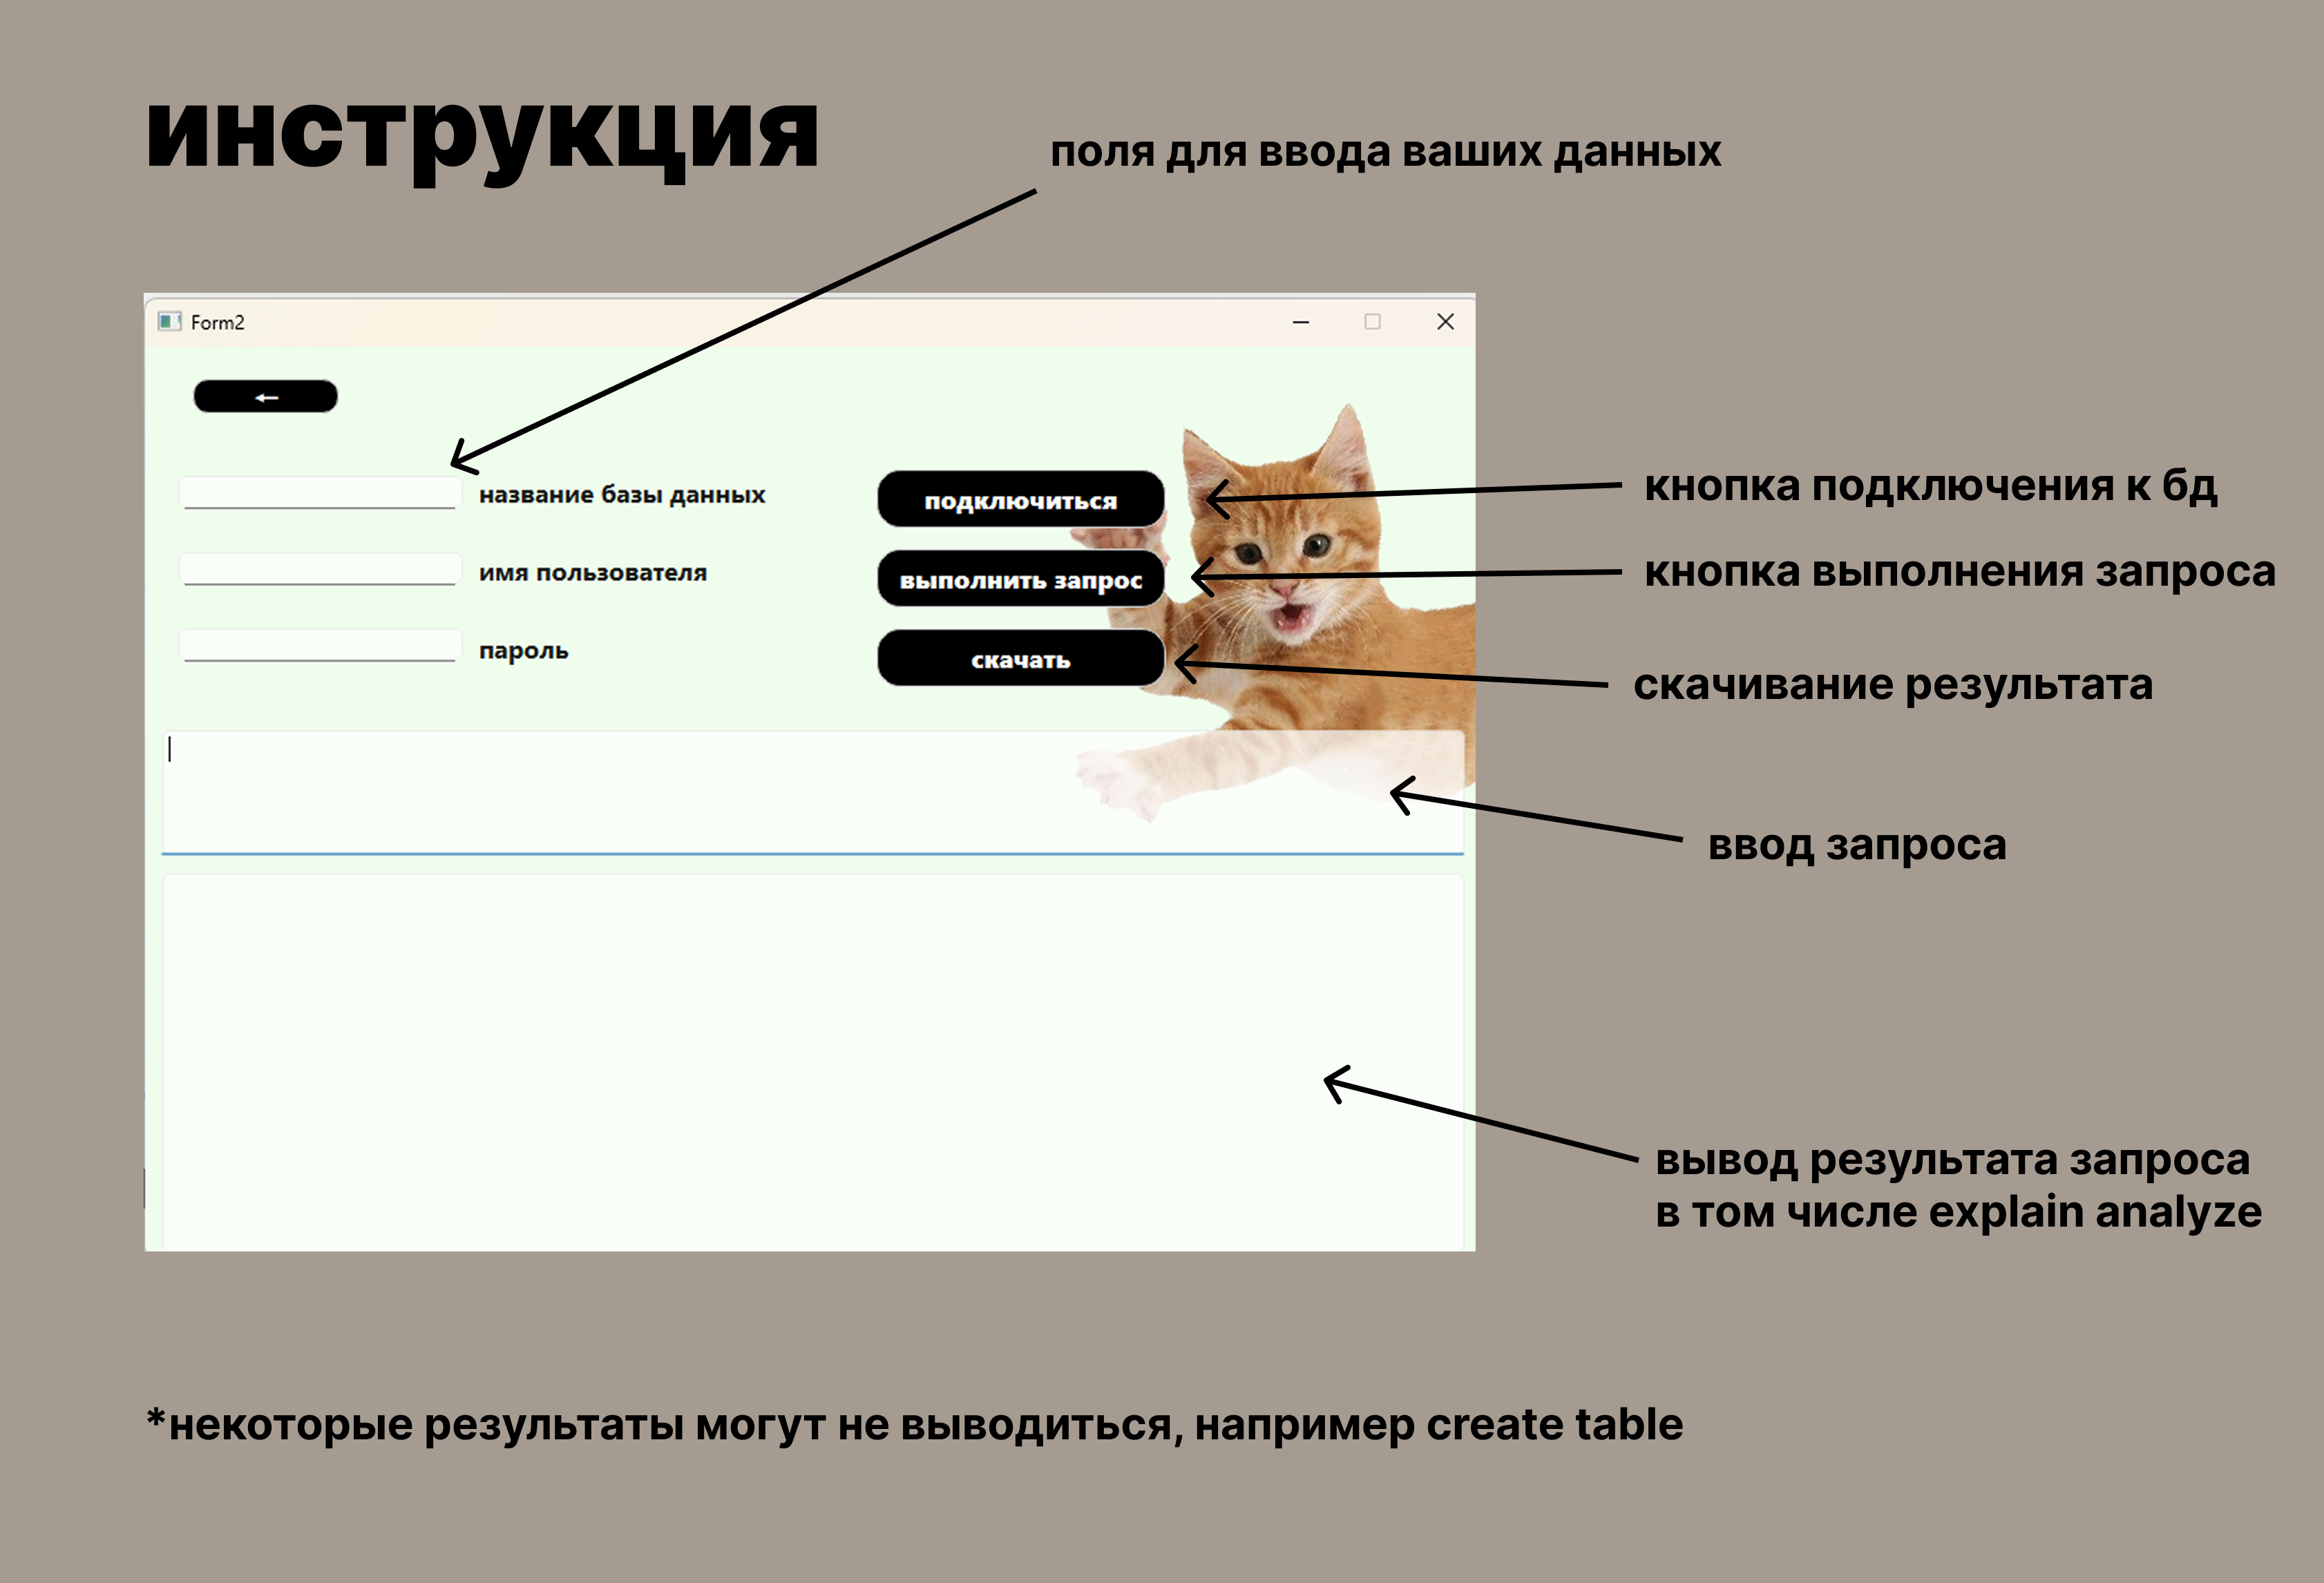 инструкция
поля для ввода ваших данных
Form2
←
название базы данных
подключиться
кнопка подключения к бд
имя пользователя
выполнить запрос
кнопка выполнения запроса
пароль
скачать
скачивание результата
ввод запроса
вывод результата запроса
в том числе explain analyze
*некоторые результаты могут не выводиться, например create table